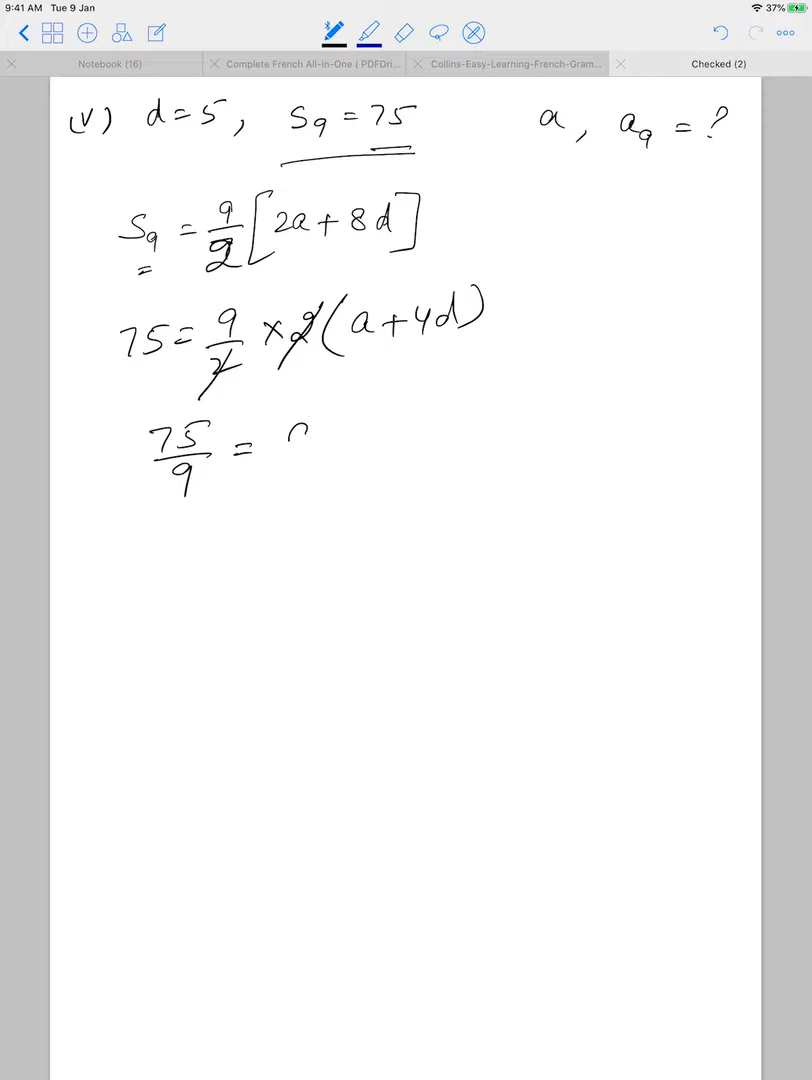 9:41 AM Tue 9 Jan 37%
Notebook (16) Complete French All-in-One ( PDFDri... Collins-Easy-Learning-French-Gram... Checked (2)
(V) d = 5, S₉ = 75 a, a₉ = ?
S₉ = 9/2 [2a + 8d]
75 = 9/2 × 2(a + 4d)
75/9 =